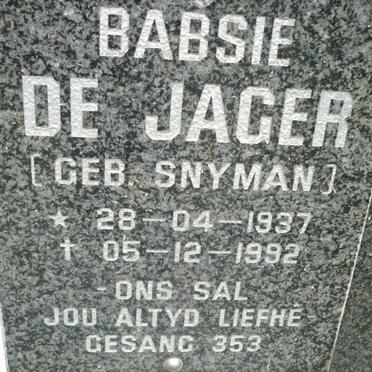 BABSIE
DE JAGER
[GEB. SNYMAN]
★ 28-04-1937
† 05-12-1992
-ONS SAL
JOU ALTYD LIEFHÊ-
GESANG 353